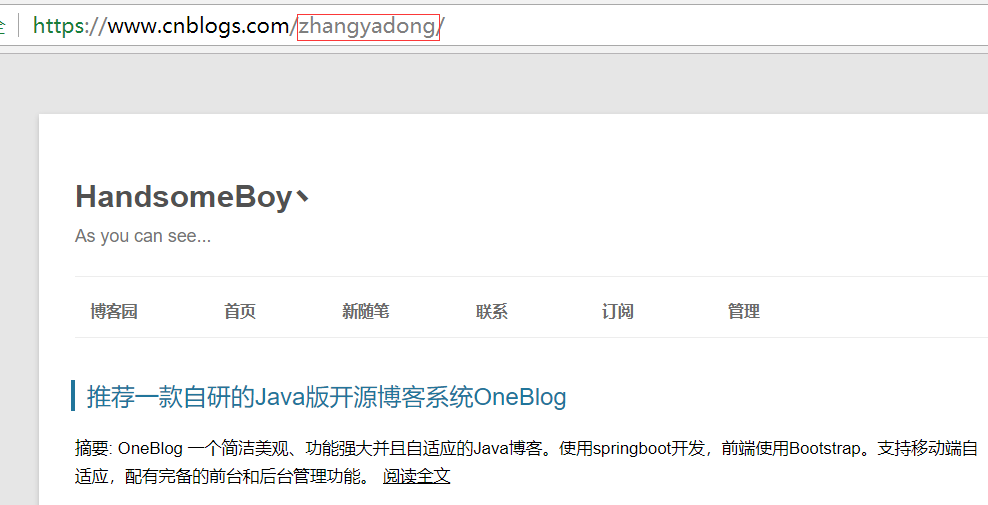 全 https://www.cnblogs.com/zhangyadong/
HandsomeBoy丶
As you can see...
博客园 首页 新随笔 联系 订阅 管理
推荐一款自研的Java版开源博客系统OneBlog
摘要: OneBlog 一个简洁美观、功能强大并且自适应的Java博客。使用springboot开发，前端使用Bootstrap。支持移动端自
适应，配有完备的前台和后台管理功能。 阅读全文